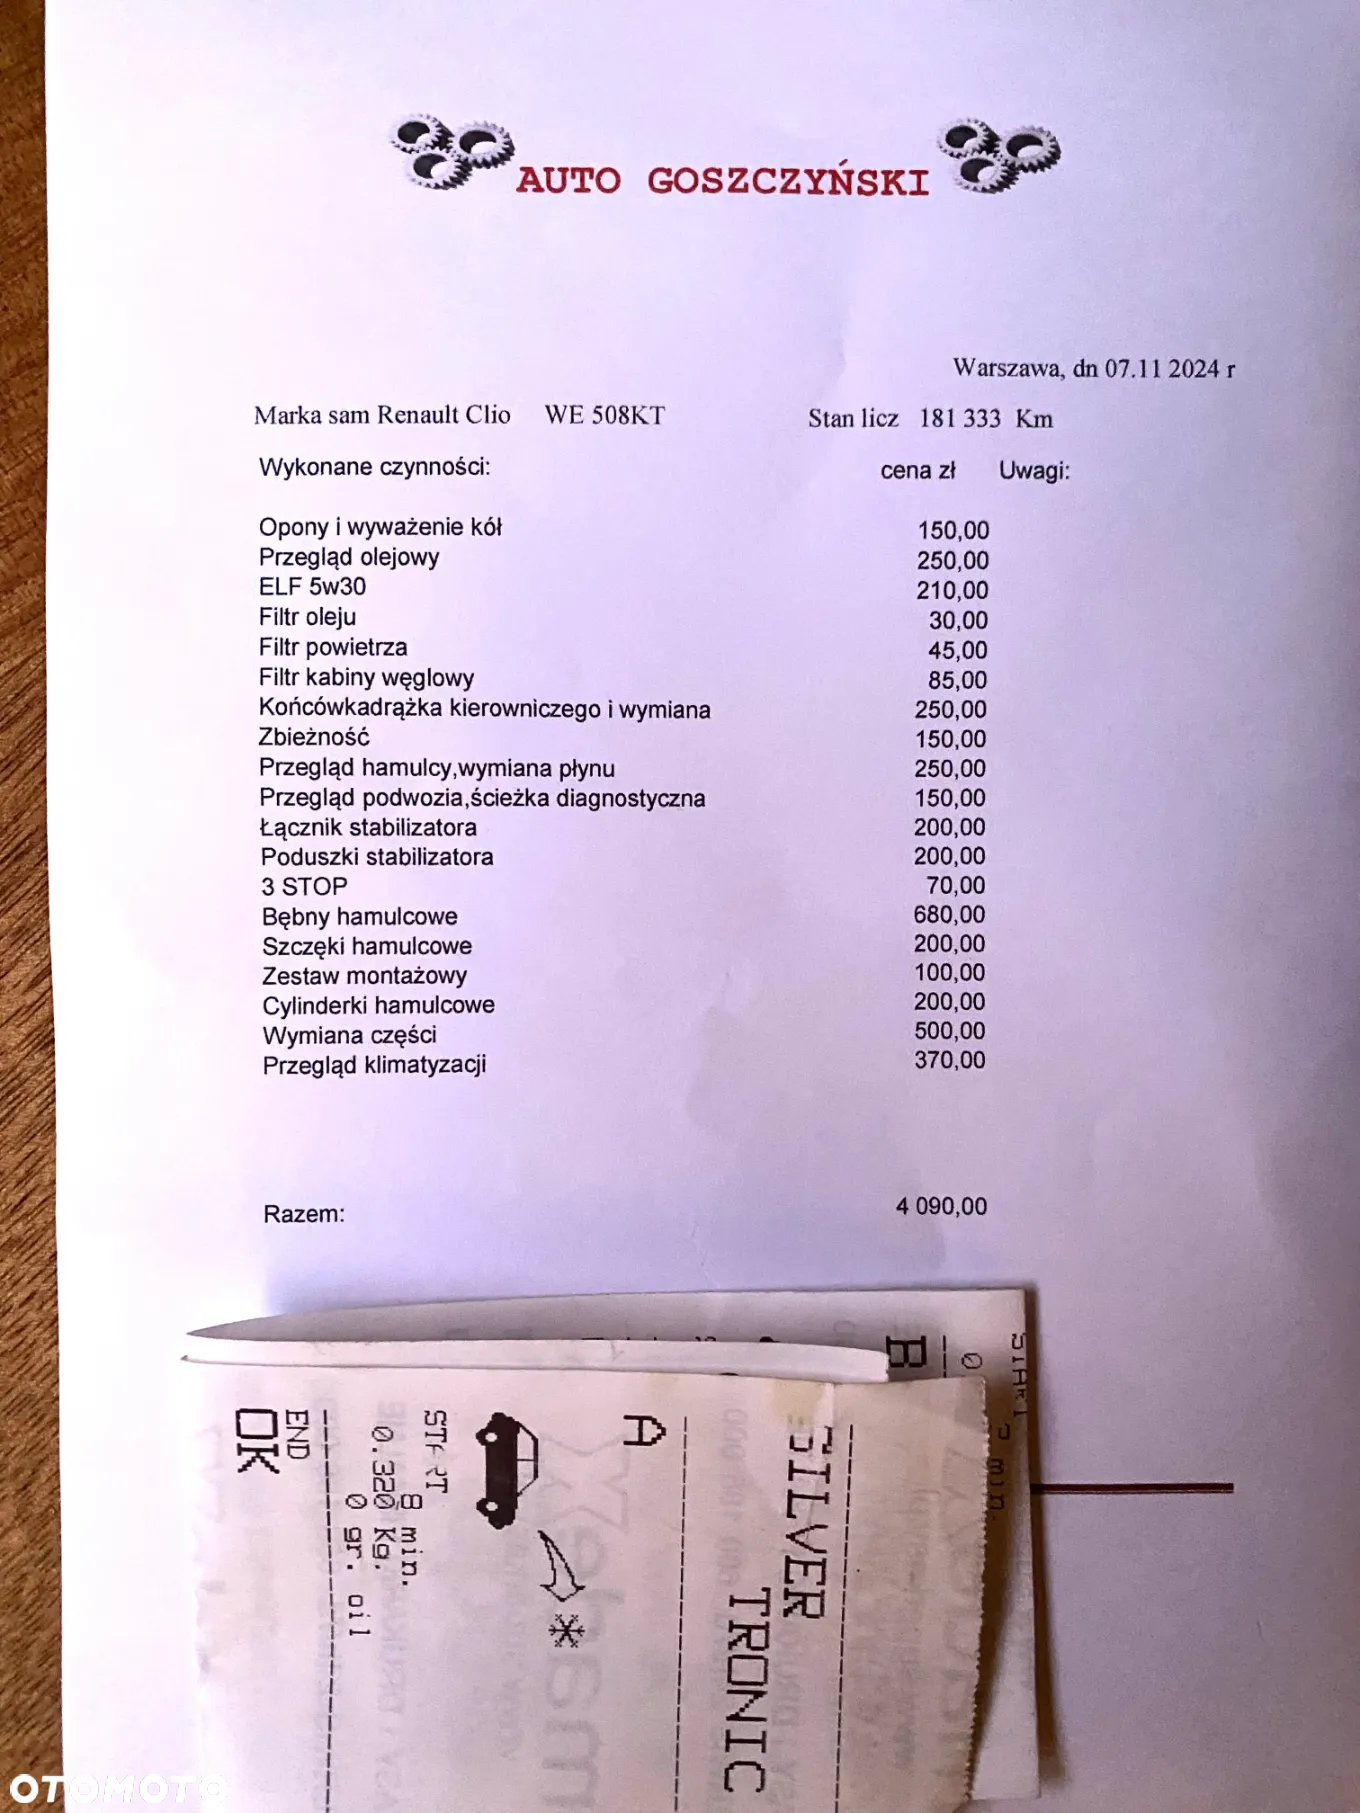 AUTO GOSZCZYŃSKI
Warszawa, dn 07.11 2024 r
Marka sam Renault Clio WE 508KT Stan licz 181 333 Km
Wykonane czynności: cena zł Uwagi:
Opony i wyważenie kół 150,00
Przegląd olejowy 250,00
ELF 5w30 210,00
Filtr oleju 30,00
Filtr powietrza 45,00
Filtr kabiny węglowy 85,00
Końcówkadrążka kierowniczego i wymiana 250,00
Zbieżność 150,00
Przegląd hamulcy,wymiana płynu 250,00
Przegląd podwozia,ścieżka diagnostyczna 150,00
Łącznik stabilizatora 200,00
Poduszki stabilizatora 200,00
3 STOP 70,00
Bębny hamulcowe 680,00
Szczęki hamulcowe 200,00
Zestaw montażowy 100,00
Cylinderki hamulcowe 200,00
Wymiana części 500,00
Przegląd klimatyzacji 370,00
Razem: 4 090,00
START
min.
0
B
SILVER
TRONIC
A
START
8 min.
0.320 Kg.
0 gr. oil
END
OK
OTOMOTO